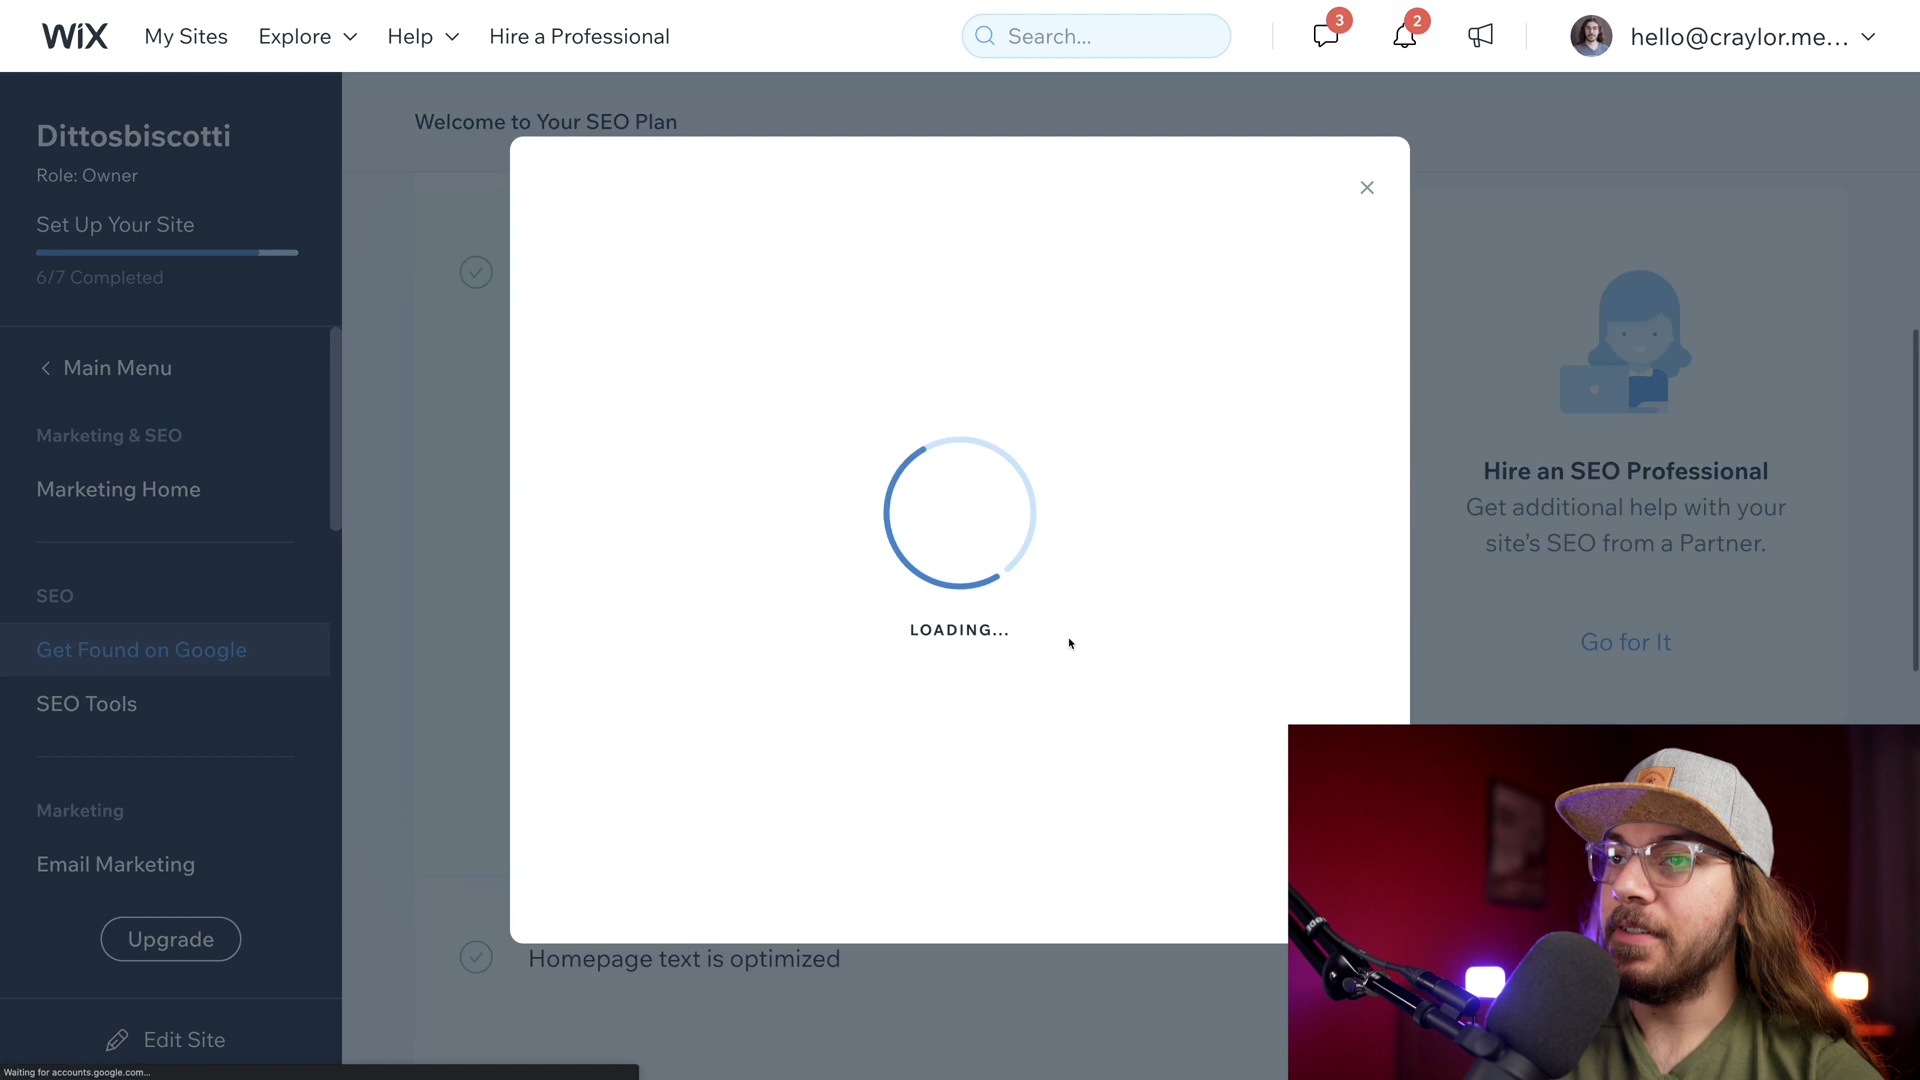 WiX My Sites Explore Help Hire a Professional Search... 3 2 hello@craylor.me...
Dittosbiscotti
Role: Owner
Set Up Your Site
6/7 Completed
Main Menu
Marketing & SEO
Marketing Home
SEO
Get Found on Google
SEO Tools
Marketing
Email Marketing
Upgrade
Edit Site
Waiting for accounts.google.com...
Welcome to Your SEO Plan
LOADING...
Homepage text is optimized
Hire an SEO Professional
Get additional help with your
site's SEO from a Partner.
Go for It